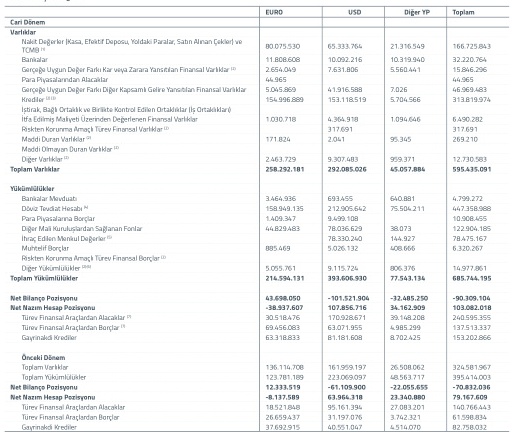 EURO USD Diğer YP Toplam
Cari Dönem
Varlıklar
Nakit Değerler (Kasa, Efektif Deposu, Yoldaki Paralar, Satın Alınan Çekler) ve
TCMB (1) 80.075.530 65.333.764 21.316.549 166.725.843
Bankalar 11.808.608 10.092.216 10.319.940 32.220.764
Gerçeğe Uygun Değer Farkı Kar veya Zarara Yansıtılan Finansal Varlıklar (2) 2.654.049 7.631.806 5.560.441 15.846.296
Para Piyasalarından Alacaklar 44.965 44.965
Gerçeğe Uygun Değer Farkı Diğer Kapsamlı Gelire Yansıtılan Finansal Varlıklar 5.045.869 41.916.588 7.026 46.969.483
Krediler (2) (3) 154.996.889 153.118.519 5.704.566 313.819.974
İştirak, Bağlı Ortaklık ve Birlikte Kontrol Edilen Ortaklıklar (İş Ortaklıkları)
İtfa Edilmiş Maliyeti Üzerinden Değerlenen Finansal Varlıklar 1.030.718 4.364.918 1.094.646 6.490.282
Riskten Korunma Amaçlı Türev Finansal Varlıklar (2) 317.691 317.691
Maddi Duran Varlıklar (2) 171.824 2.041 95.345 269.210
Maddi Olmayan Duran Varlıklar (2)
Diğer Varlıklar (2) 2.463.729 9.307.483 959.371 12.730.583
Toplam Varlıklar 258.292.181 292.085.026 45.057.884 595.435.091
Yükümlülükler
Bankalar Mevduatı 3.464.936 693.455 640.881 4.799.272
Döviz Tevdiat Hesabı (4) 158.949.135 212.905.642 75.504.211 447.358.988
Para Piyasalarına Borçlar 1.409.347 9.499.108 10.908.455
Diğer Mali Kuruluşlardan Sağlanan Fonlar 44.829.483 78.036.629 38.073 122.904.185
İhraç Edilen Menkul Değerler (2) 78.330.240 144.927 78.475.167
Muhtelif Borçlar 885.469 5.026.132 408.666 6.320.267
Riskten Korunma Amaçlı Türev Finansal Borçlar (2)
Diğer Yükümlülükler (2)(6) 5.055.761 9.115.724 806.376 14.977.861
Toplam Yükümlülükler 214.594.131 393.606.930 77.543.134 685.744.195
Net Bilanço Pozisyonu 43.698.050 -101.521.904 -32.485.250 -90.309.104
Net Nazım Hesap Pozisyonu -38.937.607 107.856.716 34.162.909 103.082.018
Türev Finansal Araçlardan Alacaklar (7) 30.518.476 170.928.671 39.148.208 240.595.355
Türev Finansal Araçlardan Borçlar (7) 69.456.083 63.071.955 4.985.299 137.513.337
Gayrinakdi Krediler 63.318.833 81.181.608 8.702.425 153.202.866
Önceki Dönem
Toplam Varlıklar 136.114.708 161.959.197 26.508.062 324.581.967
Toplam Yükümlülükler 123.781.189 223.069.097 48.563.717 395.414.003
Net Bilanço Pozisyonu 12.333.519 -61.109.900 -22.055.655 -70.832.036
Net Nazım Hesap Pozisyonu -8.137.589 63.964.318 23.340.880 79.167.609
Türev Finansal Araçlardan Alacaklar 18.521.848 95.161.394 27.083.201 140.766.443
Türev Finansal Araçlardan Borçlar 26.659.437 31.197.076 3.742.321 61.598.834
Gayrinakdi Krediler 37.692.915 40.551.047 4.514.070 82.758.032